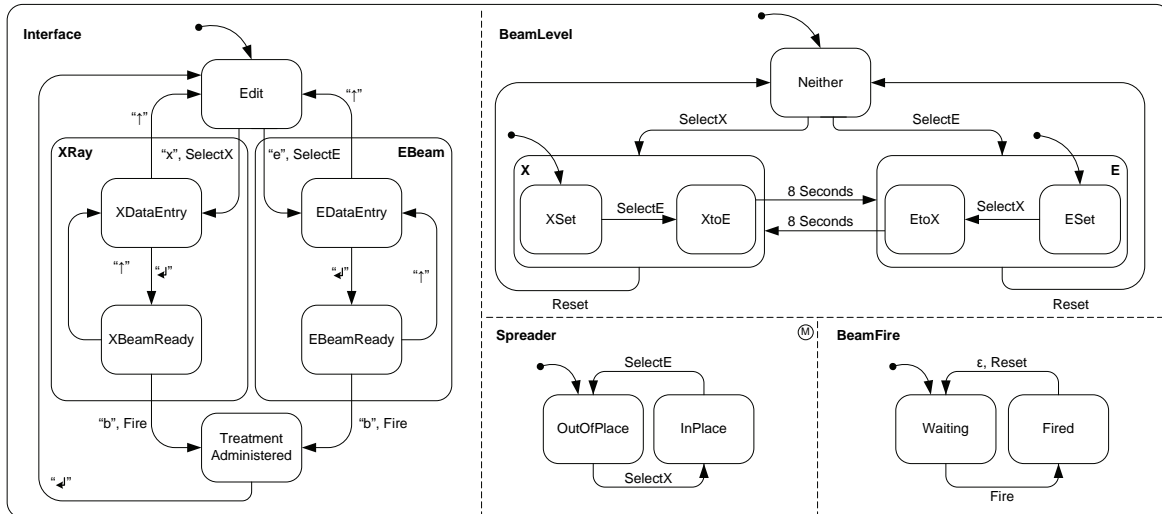 Interface
Edit
“↑”
“↑”
XRay
“x”, SelectX
“e”, SelectE
EBeam
XDataEntry
EDataEntry
“↑”
“↲”
“↲”
“↑”
XBeamReady
EBeamReady
“b”, Fire
“b”, Fire
Treatment
Administered
“↲”
BeamLevel
Neither
SelectX
SelectE
X
E
XSet
SelectE
XtoE
8 Seconds
8 Seconds
EtoX
SelectX
ESet
Reset
Reset
Spreader
M
SelectE
OutOfPlace
InPlace
SelectX
BeamFire
ε, Reset
Waiting
Fired
Fire